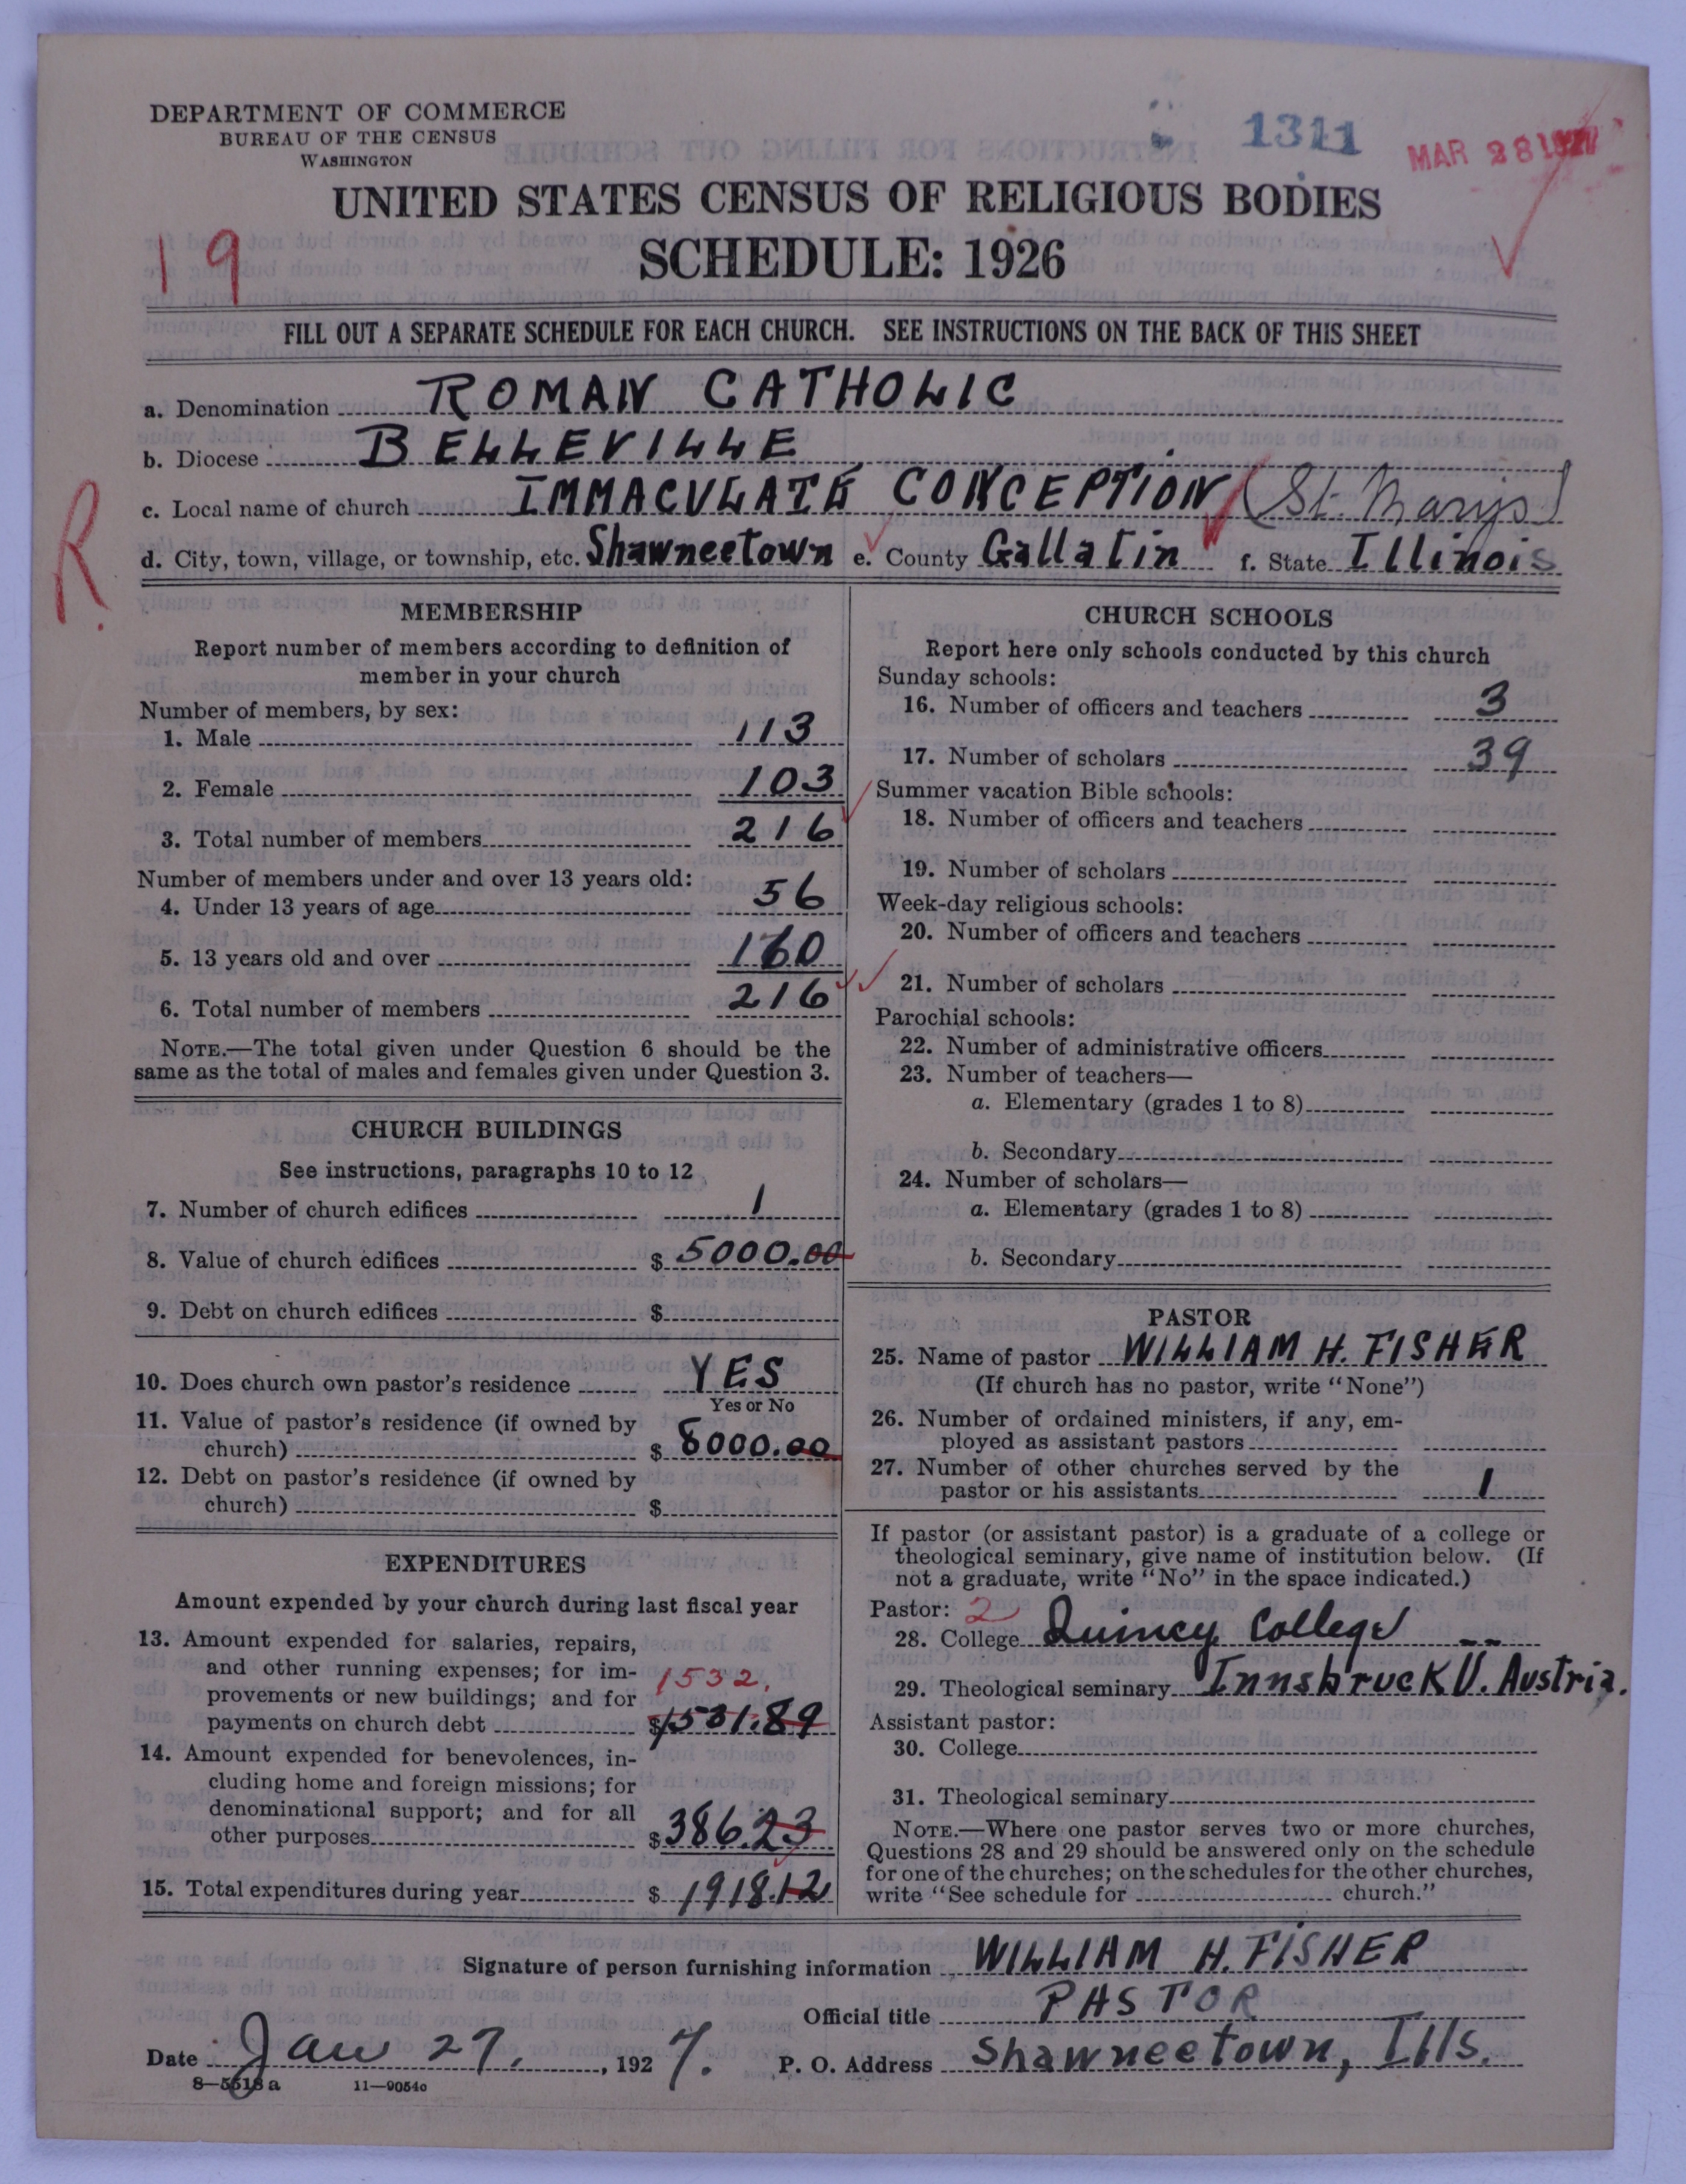 DEPARTMENT OF COMMERCE
BUREAU OF THE CENSUS
WASHINGTON
1311
MAR 28 1927
UNITED STATES CENSUS OF RELIGIOUS BODIES
19
SCHEDULE: 1926
FILL OUT A SEPARATE SCHEDULE FOR EACH CHURCH. SEE INSTRUCTIONS ON THE BACK OF THIS SHEET
a. Denomination ROMAN CATHOLIC
b. Diocese BELLEVILLE
R
c. Local name of church IMMACULATE CONCEPTION (St. Marys)
d. City, town, village, or township, etc. Shawneetown e. County Gallatin f. State Illinois
MEMBERSHIP
Report number of members according to definition of
member in your church
Number of members, by sex:
1. Male 113
2. Female 103
3. Total number of members 216
Number of members under and over 13 years old:
4. Under 13 years of age 56
5. 13 years old and over 160
6. Total number of members 216
NOTE.—The total given under Question 6 should be the
same as the total of males and females given under Question 3.
CHURCH BUILDINGS
See instructions, paragraphs 10 to 12
7. Number of church edifices 1
8. Value of church edifices $ 5000.00
9. Debt on church edifices $
10. Does church own pastor's residence YES
Yes or No
11. Value of pastor's residence (if owned by
church) $ 8000.00
12. Debt on pastor's residence (if owned by
church) $
EXPENDITURES
Amount expended by your church during last fiscal year
13. Amount expended for salaries, repairs,
and other running expenses; for im-
1532.
provements or new buildings; and for
payments on church debt $1531.89
14. Amount expended for benevolences, in-
cluding home and foreign missions; for
denominational support; and for all
other purposes $386.23
15. Total expenditures during year $ 1918.12
CHURCH SCHOOLS
Report here only schools conducted by this church
Sunday schools:
16. Number of officers and teachers 3
17. Number of scholars 39
Summer vacation Bible schools:
18. Number of officers and teachers
19. Number of scholars
Week-day religious schools:
20. Number of officers and teachers
21. Number of scholars
Parochial schools:
22. Number of administrative officers
23. Number of teachers—
a. Elementary (grades 1 to 8)
b. Secondary
24. Number of scholars—
a. Elementary (grades 1 to 8)
b. Secondary
PASTOR
25. Name of pastor WILLIAM H. FISHER
(If church has no pastor, write "None")
26. Number of ordained ministers, if any, em-
ployed as assistant pastors
27. Number of other churches served by the
pastor or his assistants 1
If pastor (or assistant pastor) is a graduate of a college or
theological seminary, give name of institution below. (If
not a graduate, write "No" in the space indicated.)
Pastor: 2
28. College Quincy College --
29. Theological seminary Innsbruck U. Austria.
Assistant pastor:
30. College
31. Theological seminary
NOTE.—Where one pastor serves two or more churches,
Questions 28 and 29 should be answered only on the schedule
for one of the churches; on the schedules for the other churches,
write "See schedule for church."
Signature of person furnishing information WILLIAM H. FISHER
Official title PASTOR
Date Jan 27, 1927. P. O. Address Shawneetown, Ills.
8—5518 a 11—9054o